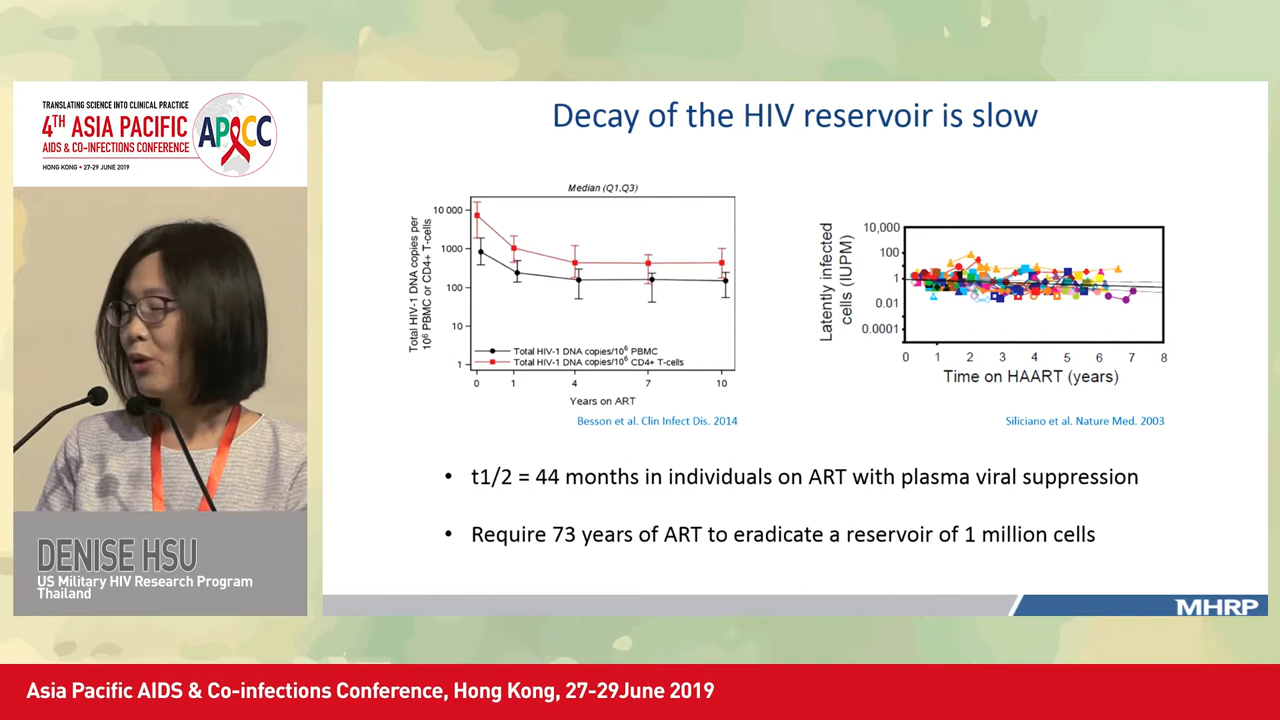 TRANSLATING SCIENCE INTO CLINICAL PRACTICE
4TH ASIA PACIFIC
AIDS & CO-INFECTIONS CONFERENCE
HONG KONG • 27-29 JUNE 2019
APACC
DENISE HSU
US Military HIV Research Program
Thailand
Decay of the HIV reservoir is slow
Median (Q1.Q3)
Total HIV-1 DNA copies per
10⁶ PBMC or CD4+ T-cells
10 000
1000
100
10
1
Total HIV-1 DNA copies/10⁶ PBMC
Total HIV-1 DNA copies/10⁶ CD4+ T-cells
0 1 4 7 10
Years on ART
Besson et al. Clin Infect Dis. 2014
Latently infected
cells (IUPM)
10,000
100
1
0.01
0.0001
0 1 2 3 4 5 6 7 8
Time on HAART (years)
Siliciano et al. Nature Med. 2003
• t1/2 = 44 months in individuals on ART with plasma viral suppression
• Require 73 years of ART to eradicate a reservoir of 1 million cells
MHRP
Asia Pacific AIDS & Co-infections Conference, Hong Kong, 27-29June 2019